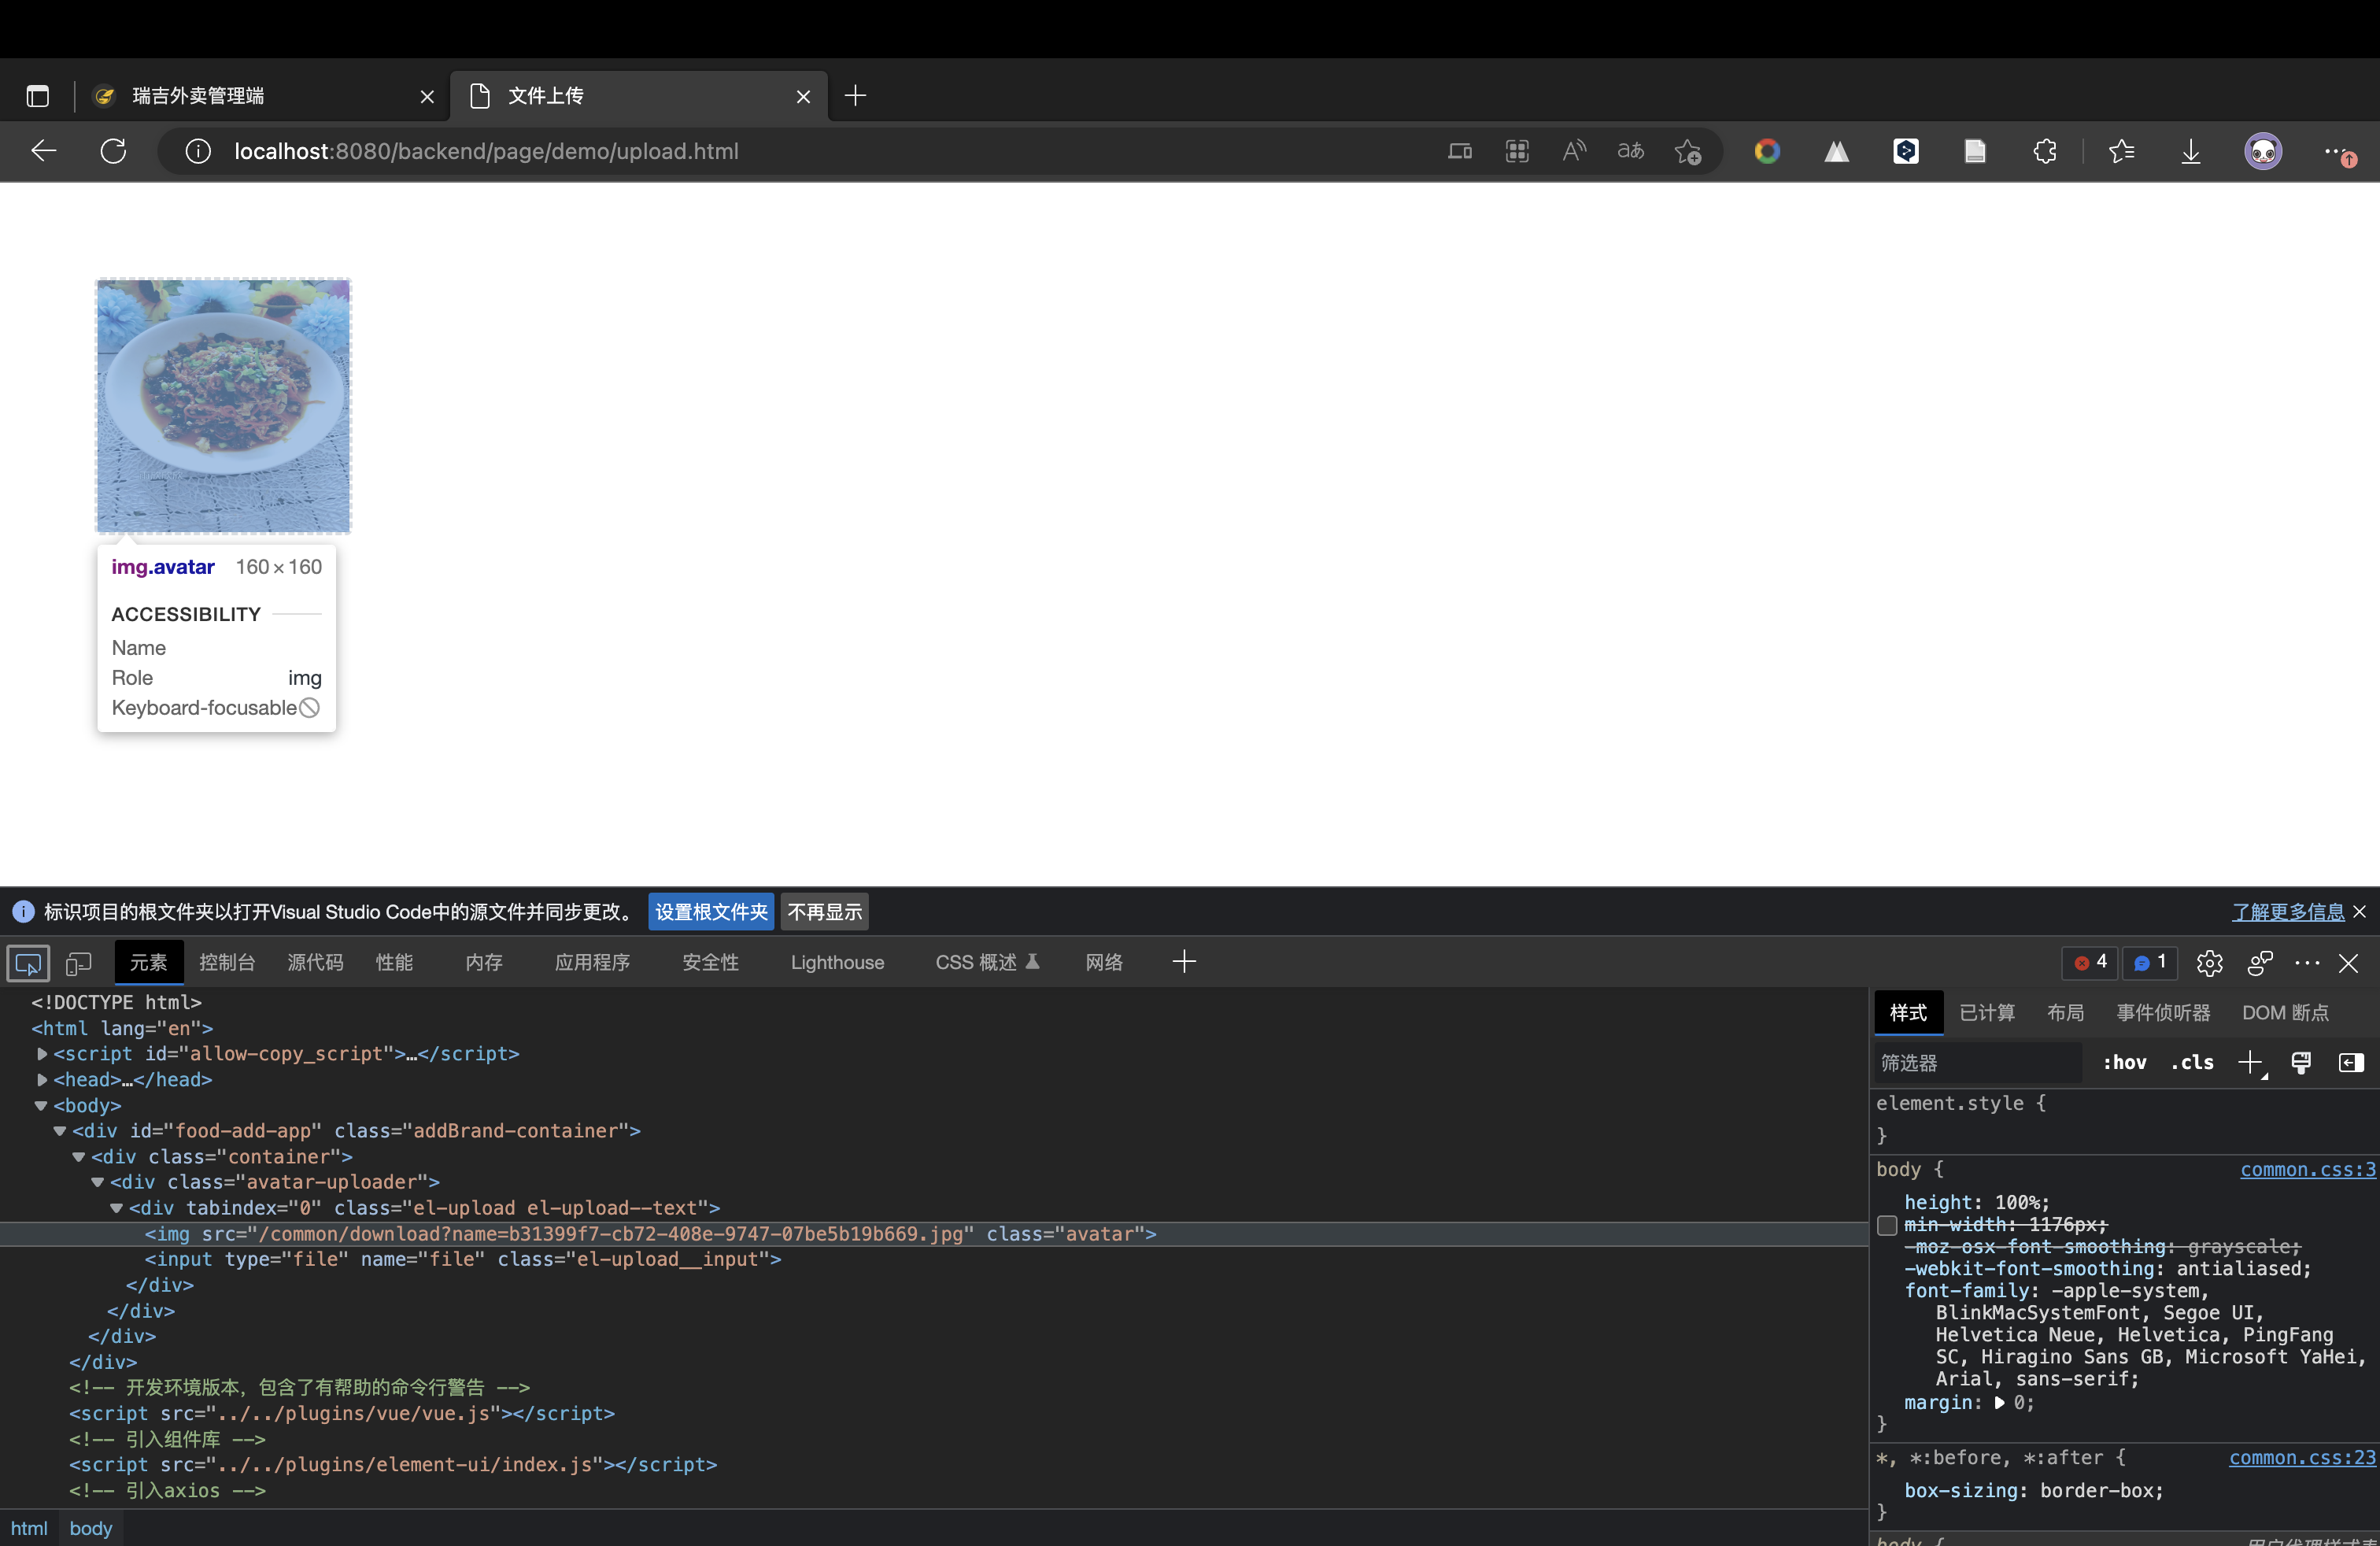 瑞吉外卖管理端
文件上传
localhost:8080/backend/page/demo/upload.html
aあ
img.avatar 160×160
ACCESSIBILITY
Name
Role img
Keyboard-focusable
标识项目的根文件夹以打开Visual Studio Code中的源文件并同步更改。 设置根文件夹 不再显示 了解更多信息
元素 控制台 源代码 性能 内存 应用程序 安全性 Lighthouse CSS 概述 网络 4 1
<!DOCTYPE html>
<html lang="en">
<script id="allow-copy_script">…</script>
<head>…</head>
<body>
<div id="food-add-app" class="addBrand-container">
<div class="container">
<div class="avatar-uploader">
<div tabindex="0" class="el-upload el-upload--text">
<img src="/common/download?name=b31399f7-cb72-408e-9747-07be5b19b669.jpg" class="avatar">
<input type="file" name="file" class="el-upload__input">
</div>
</div>
</div>
</div>
<!-- 开发环境版本，包含了有帮助的命令行警告 -->
<script src="../../plugins/vue/vue.js"></script>
<!-- 引入组件库 -->
<script src="../../plugins/element-ui/index.js"></script>
<!-- 引入axios -->
html body
样式 已计算 布局 事件侦听器 DOM 断点
筛选器 :hov .cls
element.style {
}
body { common.css:3
height: 100%;
min-width: 1176px;
-moz-osx-font-smoothing: grayscale;
-webkit-font-smoothing: antialiased;
font-family: -apple-system,
BlinkMacSystemFont, Segoe UI,
Helvetica Neue, Helvetica, PingFang
SC, Hiragino Sans GB, Microsoft YaHei,
Arial, sans-serif;
margin: 0;
}
*, *:before, *:after { common.css:23
box-sizing: border-box;
}